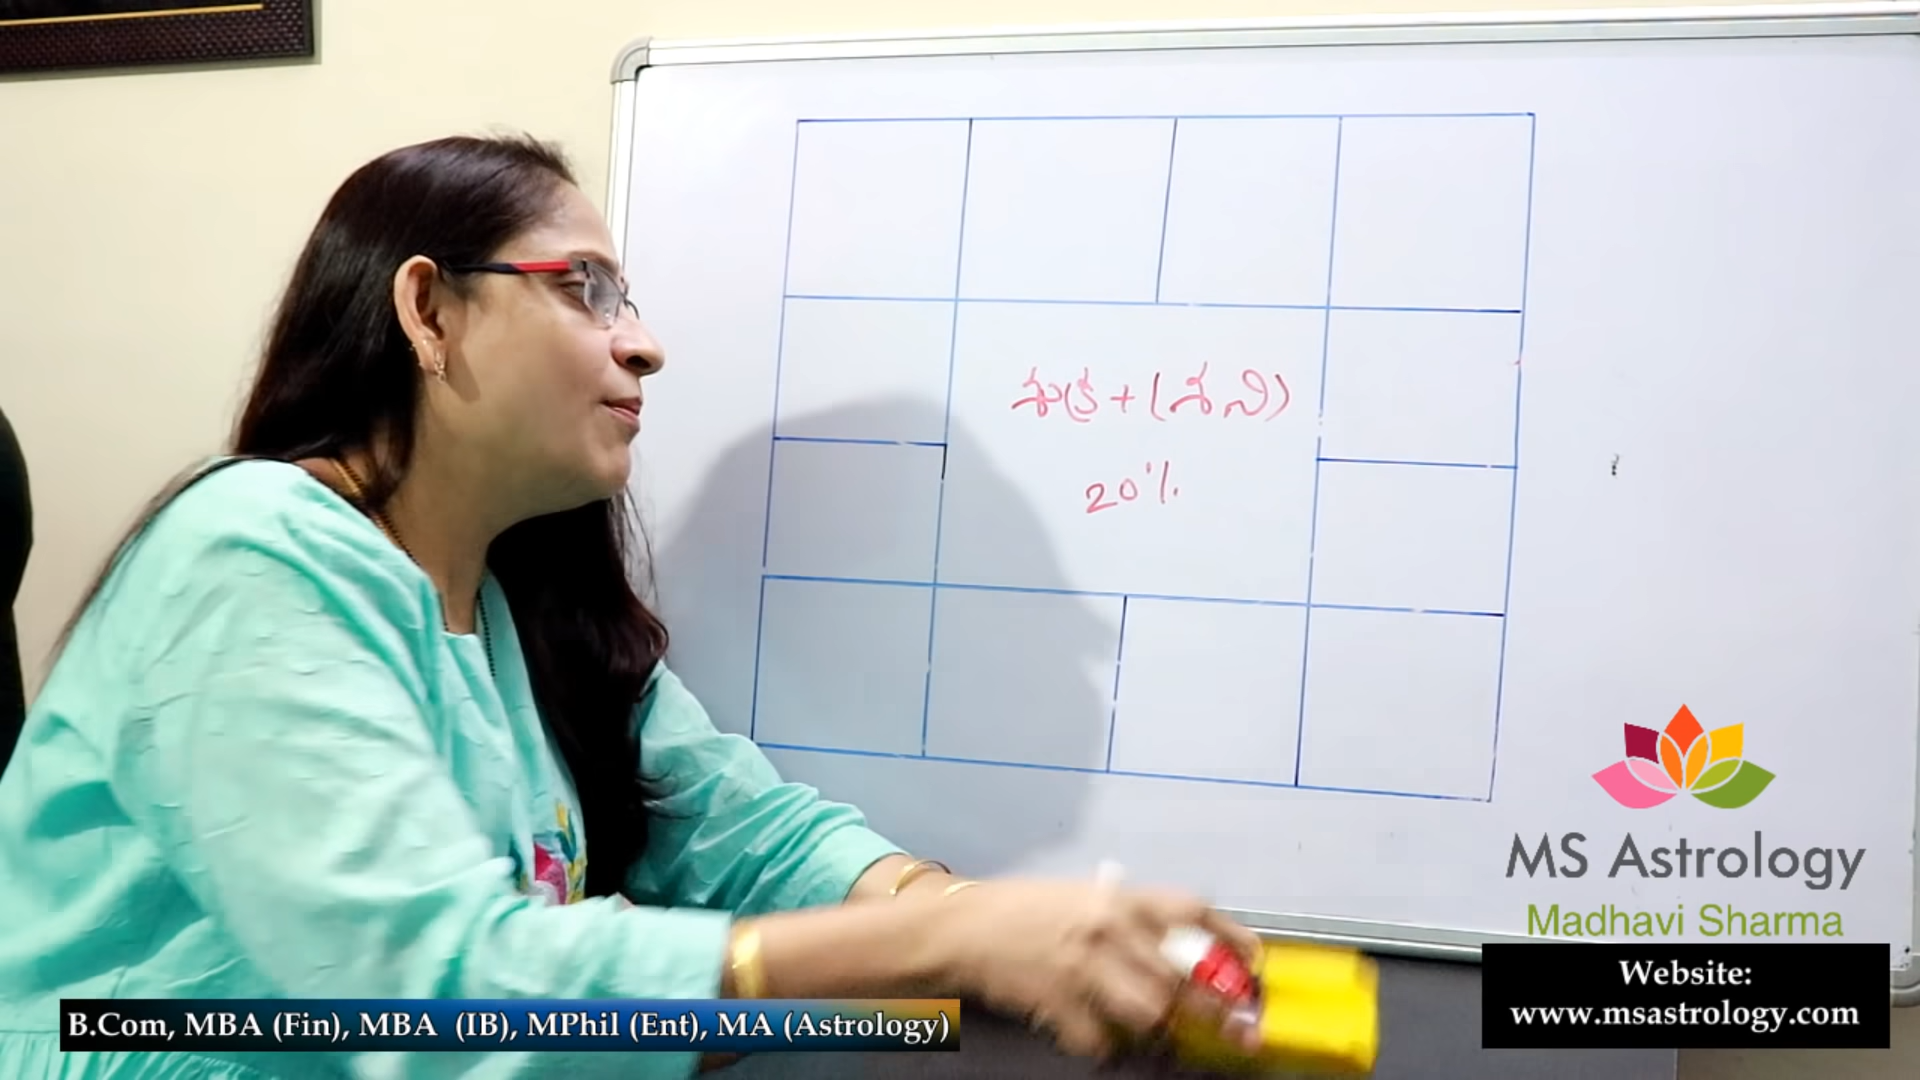 శుక్ర + (శని)
20%
MS Astrology
Madhavi Sharma
Website:
www.msastrology.com
B.Com, MBA (Fin), MBA (IB), MPhil (Ent), MA (Astrology)